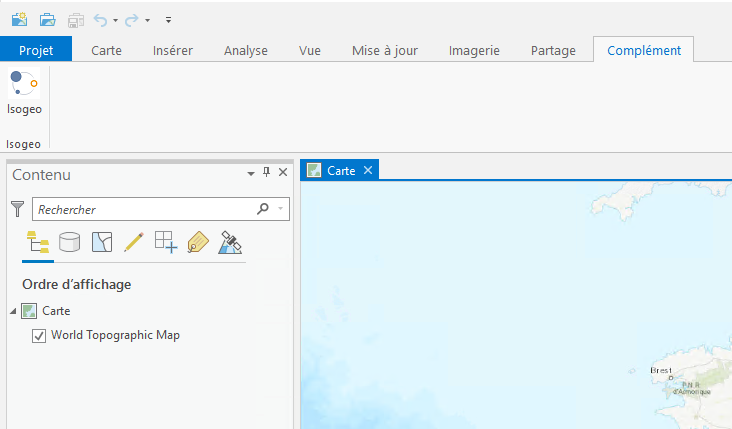 Projet Carte Insérer Analyse Vue Mise à jour Imagerie Partage Complément
Isogeo
Isogeo
Contenu
Rechercher
Ordre d’affichage
Carte
World Topographic Map
Carte
Brest
P N R
d'Armorique